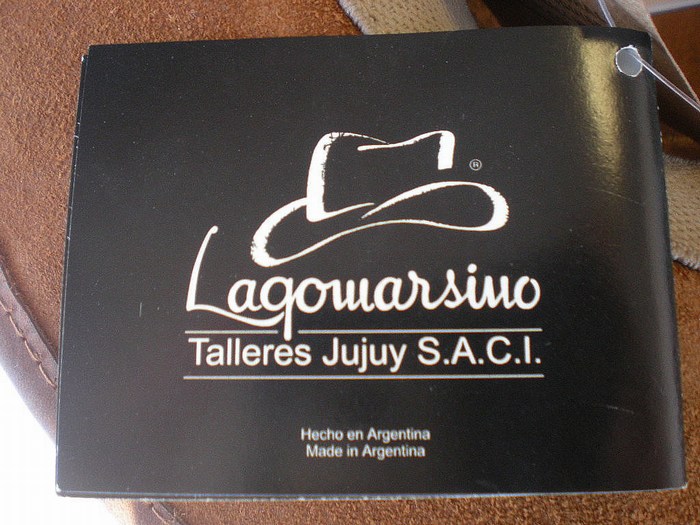 ®
Lagomarsino
Talleres Jujuy S.A.C.I.
Hecho en Argentina
Made in Argentina